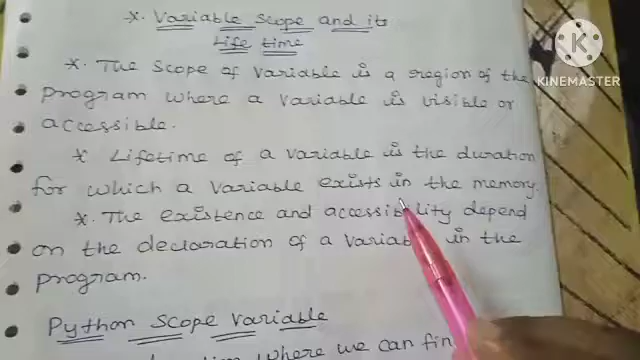 *. Variable Scope and its
Life time
*. The Scope of Variable is a region of the
program where a variable is visible or
accessible.
* Lifetime of a variable is the duration
for which a variable exists in the memory.
*. The existence and accessibility depend
on the declaration of a variable in the
program.
Python Scope Variable
where we can fin
KINEMASTER